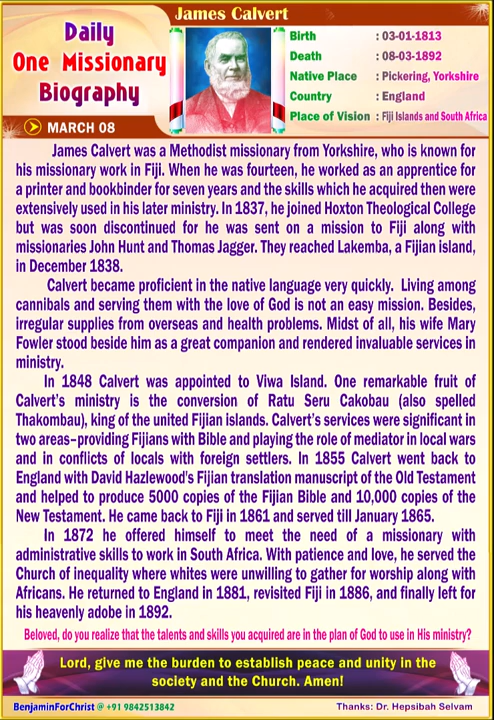 James Calvert
Daily
One Missionary
Biography
MARCH 08
Birth : 03-01-1813
Death : 08-03-1892
Native Place : Pickering, Yorkshire
Country : England
Place of Vision : Fiji Islands and South Africa
James Calvert was a Methodist missionary from Yorkshire, who is known for
his missionary work in Fiji. When he was fourteen, he worked as an apprentice for
a printer and bookbinder for seven years and the skills which he acquired then were
extensively used in his later ministry. In 1837, he joined Hoxton Theological College
but was soon discontinued for he was sent on a mission to Fiji along with
missionaries John Hunt and Thomas Jagger. They reached Lakemba, a Fijian island,
in December 1838.
Calvert became proficient in the native language very quickly. Living among
cannibals and serving them with the love of God is not an easy mission. Besides,
irregular supplies from overseas and health problems. Midst of all, his wife Mary
Fowler stood beside him as a great companion and rendered invaluable services in
ministry.
In 1848 Calvert was appointed to Viwa Island. One remarkable fruit of
Calvert's ministry is the conversion of Ratu Seru Cakobau (also spelled
Thakombau), king of the united Fijian islands. Calvert's services were significant in
two areas–providing Fijians with Bible and playing the role of mediator in local wars
and in conflicts of locals with foreign settlers. In 1855 Calvert went back to
England with David Hazlewood's Fijian translation manuscript of the Old Testament
and helped to produce 5000 copies of the Fijian Bible and 10,000 copies of the
New Testament. He came back to Fiji in 1861 and served till January 1865.
In 1872 he offered himself to meet the need of a missionary with
administrative skills to work in South Africa. With patience and love, he served the
Church of inequality where whites were unwilling to gather for worship along with
Africans. He returned to England in 1881, revisited Fiji in 1886, and finally left for
his heavenly adobe in 1892.
Beloved, do you realize that the talents and skills you acquired are in the plan of God to use in His ministry?
Lord, give me the burden to establish peace and unity in the
society and the Church. Amen!
BenjaminForChrist @ +91 9842513842
Thanks: Dr. Hepsibah Selvam